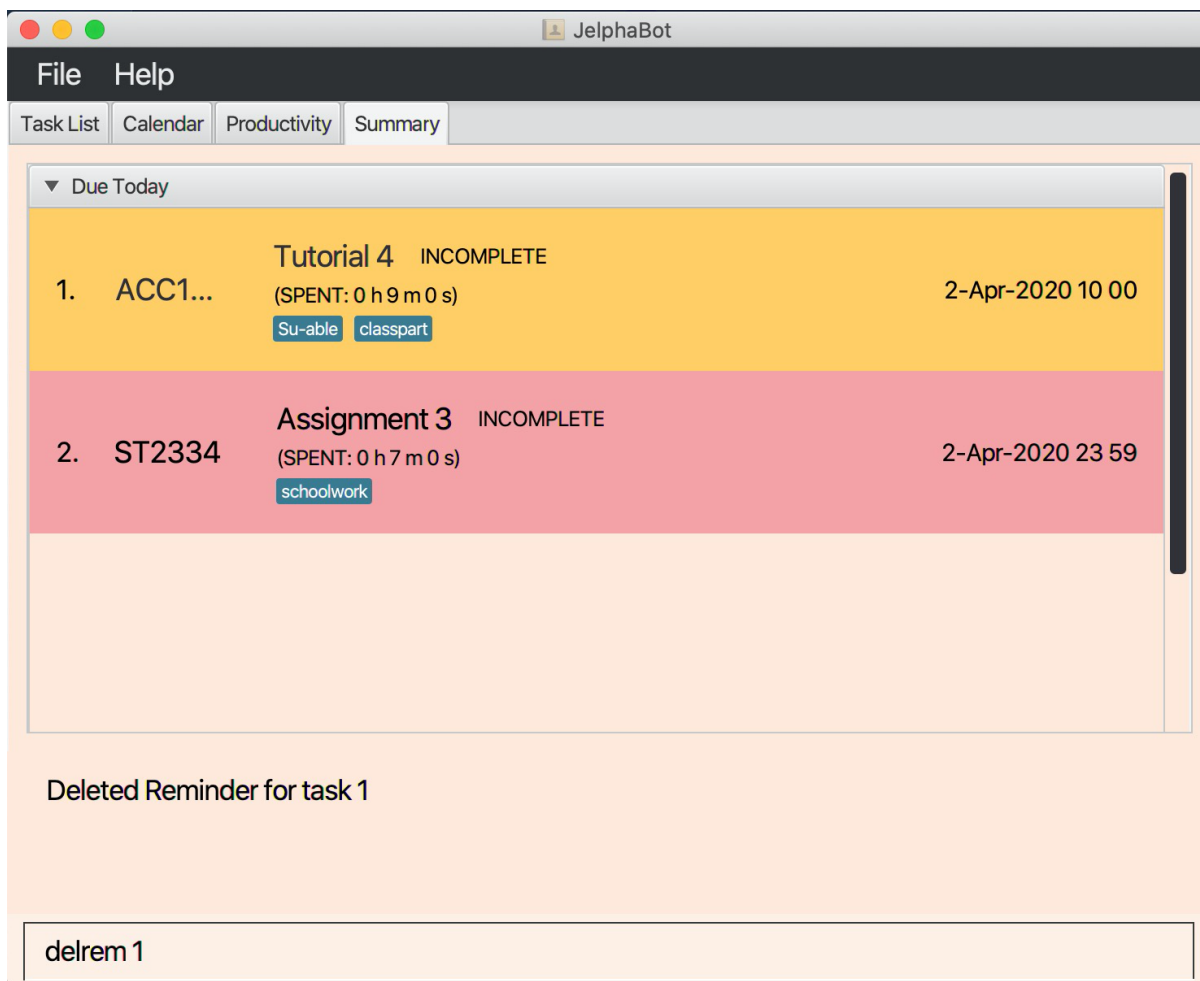 JelphaBot
File Help
Task List Calendar Productivity Summary
Due Today
Tutorial 4 INCOMPLETE
1. ACC1... (SPENT: 0 h 9 m 0 s) 2-Apr-2020 10 00
Su-able classpart
Assignment 3 INCOMPLETE
2. ST2334 (SPENT: 0 h 7 m 0 s) 2-Apr-2020 23 59
schoolwork
Deleted Reminder for task 1
delrem 1